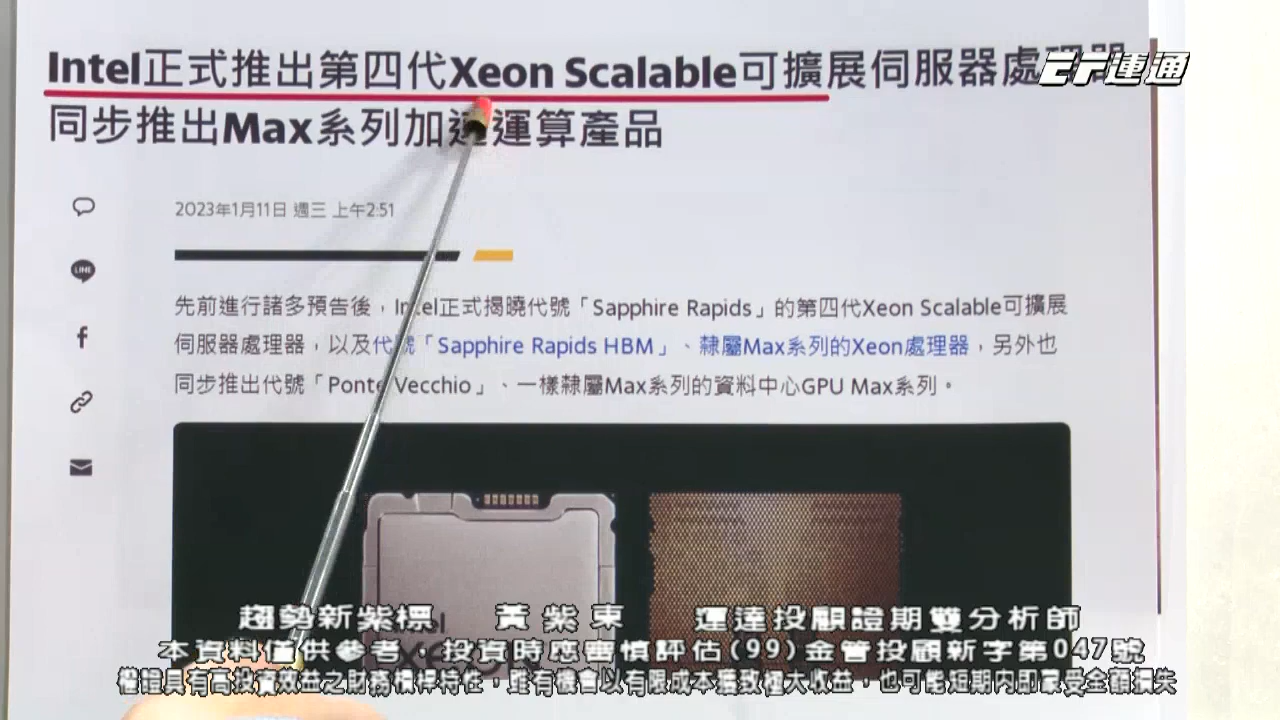 Intel正式推出第四代Xeon Scalable可擴展伺服器處理器
EF運通
同步推出Max系列加速運算產品
2023年1月11日 週三 上午2:51
LINE
先前進行諸多預告後，Intel正式揭曉代號「Sapphire Rapids」的第四代Xeon Scalable可擴展
伺服器處理器，以及代號「Sapphire Rapids HBM」、隸屬Max系列的Xeon處理器，另外也
同步推出代號「Ponte Vecchio」、一樣隸屬Max系列的資料中心GPU Max系列。
趨勢新紫標 黃紫東 運達投顧證期雙分析師
XEON
本資料僅供參考，投資時應審慎評估(99)金管投顧新字第047號
權證具有高投資效益之財務槓桿特性，雖有機會以有限成本獲致極大收益，也可能短期內即蒙受全額損失